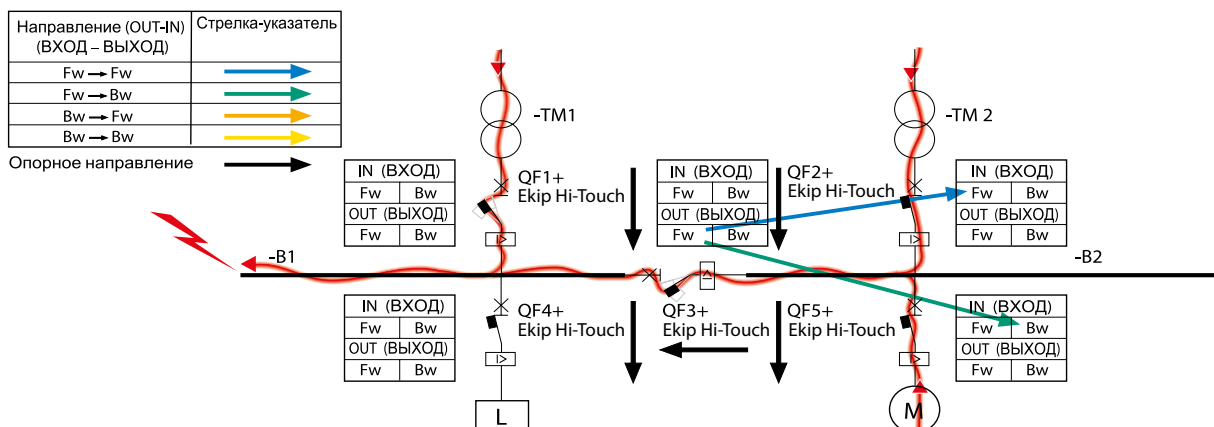 Направление (OUT-IN)
(ВХОД – ВЫХОД)
Стрелка-указатель
Fw → Fw
Fw → Bw
Bw → Fw
Bw → Bw
Опорное направление
-TM1
-TM 2
IN (ВХОД)
Fw Bw
OUT (ВЫХОД)
Fw Bw
QF1+
Ekip Hi-Touch
IN (ВХОД)
Fw Bw
OUT (ВЫХОД)
Fw Bw
QF2+
Ekip Hi-Touch
IN (ВХОД)
Fw Bw
OUT (ВЫХОД)
Fw Bw
I>
I>
-B1
-B2
I>
IN (ВХОД)
Fw Bw
OUT (ВЫХОД)
Fw Bw
QF4+
Ekip Hi-Touch
QF3+
Ekip Hi-Touch
QF5+
Ekip Hi-Touch
IN (ВХОД)
Fw Bw
OUT (ВЫХОД)
Fw Bw
I>
I>
L
M